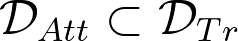 𝒟_{Att} ⊂ 𝒟_{Tr}